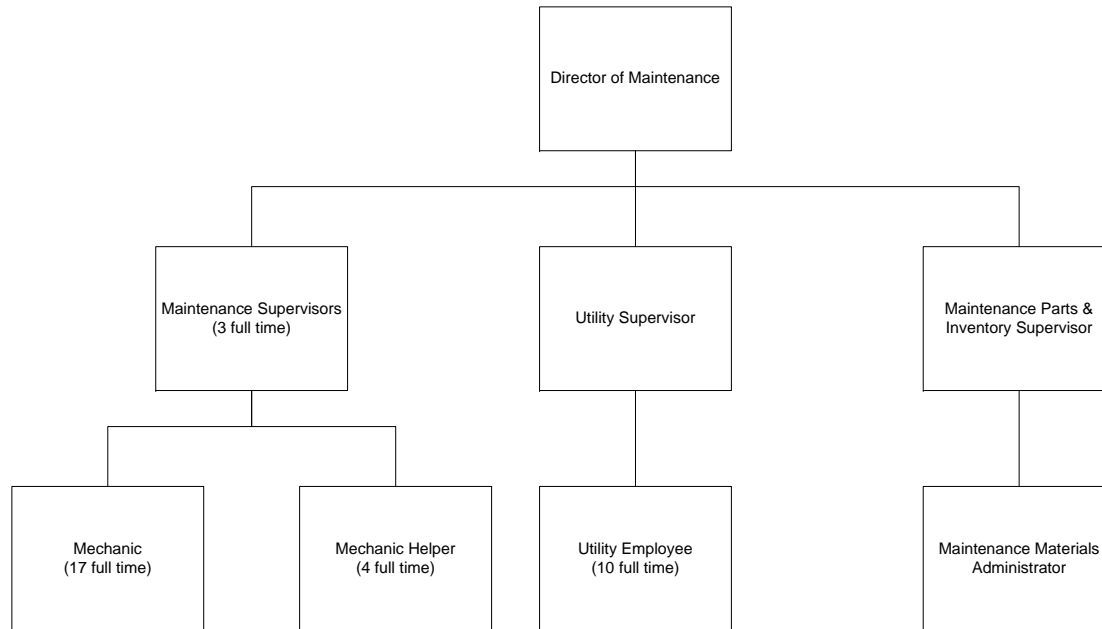 Director of Maintenance
Maintenance Supervisors
(3 full time)
Utility Supervisor
Maintenance Parts &
Inventory Supervisor
Mechanic
(17 full time)
Mechanic Helper
(4 full time)
Utility Employee
(10 full time)
Maintenance Materials
Administrator